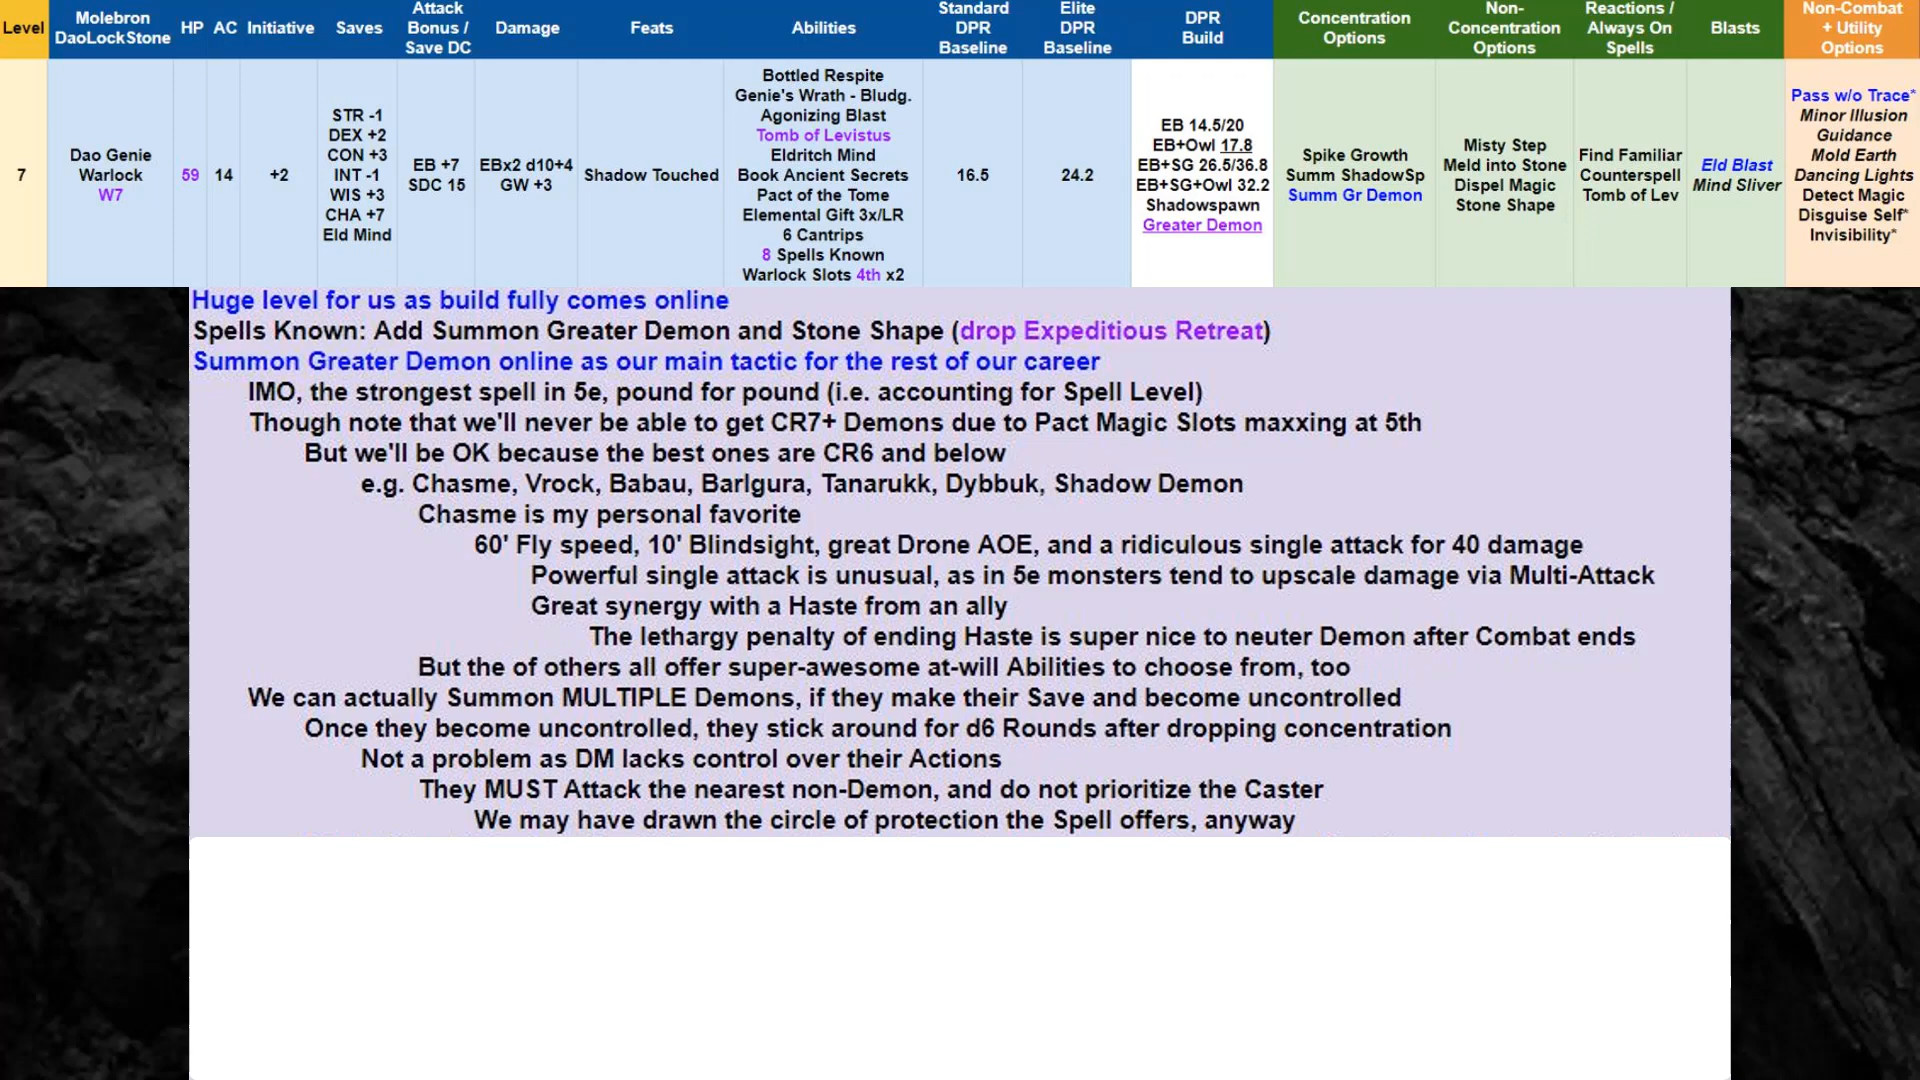 Level
Molebron
DaoLockStone
HP
AC
Initiative
Saves
Attack
Bonus /
Save DC
Damage
Feats
Abilities
Standard
DPR
Baseline
Elite
DPR
Baseline
DPR
Build
Concentration
Options
Non-
Concentration
Options
Reactions /
Always On
Spells
Blasts
Non-Combat
+ Utility
Options
7
Dao Genie
Warlock
W7
59
14
+2
STR -1
DEX +2
CON +3
INT -1
WIS +3
CHA +7
Eld Mind
EB +7
SDC 15
EBx2 d10+4
GW +3
Shadow Touched
Bottled Respite
Genie's Wrath - Bludg.
Agonizing Blast
Tomb of Levistus
Eldritch Mind
Book Ancient Secrets
Pact of the Tome
Elemental Gift 3x/LR
6 Cantrips
8 Spells Known
Warlock Slots 4th x2
16.5
24.2
EB 14.5/20
EB+Owl 17.8
EB+SG 26.5/36.8
EB+SG+Owl 32.2
Shadowspawn
Greater Demon
Spike Growth
Summ ShadowSp
Summ Gr Demon
Misty Step
Meld into Stone
Dispel Magic
Stone Shape
Find Familiar
Counterspell
Tomb of Lev
Eld Blast
Mind Sliver
Pass w/o Trace*
Minor Illusion
Guidance
Mold Earth
Dancing Lights
Detect Magic
Disguise Self*
Invisibility*
Huge level for us as build fully comes online
Spells Known: Add Summon Greater Demon and Stone Shape (drop Expeditious Retreat)
Summon Greater Demon online as our main tactic for the rest of our career
IMO, the strongest spell in 5e, pound for pound (i.e. accounting for Spell Level)
Though note that we'll never be able to get CR7+ Demons due to Pact Magic Slots maxxing at 5th
But we'll be OK because the best ones are CR6 and below
e.g. Chasme, Vrock, Babau, Barlgura, Tanarukk, Dybbuk, Shadow Demon
Chasme is my personal favorite
60' Fly speed, 10' Blindsight, great Drone AOE, and a ridiculous single attack for 40 damage
Powerful single attack is unusual, as in 5e monsters tend to upscale damage via Multi-Attack
Great synergy with a Haste from an ally
The lethargy penalty of ending Haste is super nice to neuter Demon after Combat ends
But the of others all offer super-awesome at-will Abilities to choose from, too
We can actually Summon MULTIPLE Demons, if they make their Save and become uncontrolled
Once they become uncontrolled, they stick around for d6 Rounds after dropping concentration
Not a problem as DM lacks control over their Actions
They MUST Attack the nearest non-Demon, and do not prioritize the Caster
We may have drawn the circle of protection the Spell offers, anyway